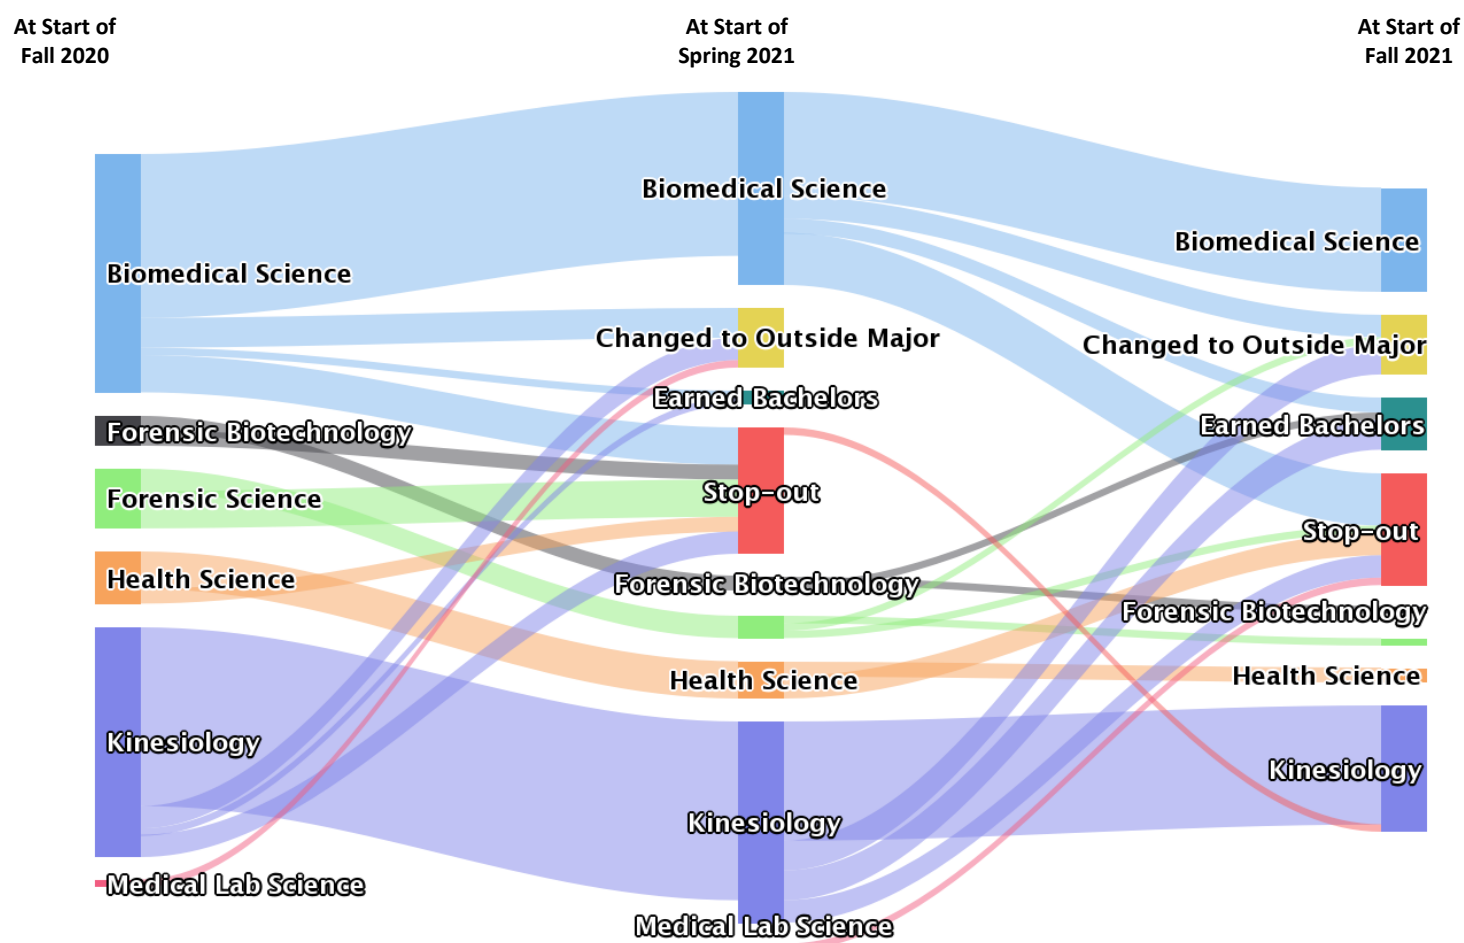 At Start of
Fall 2020
At Start of
Spring 2021
At Start of
Fall 2021
Biomedical Science
Forensic Biotechnology
Forensic Science
Health Science
Kinesiology
Medical Lab Science
Biomedical Science
Changed to Outside Major
Earned Bachelors
Stop-out
Forensic Biotechnology
Health Science
Kinesiology
Medical Lab Science
Biomedical Science
Changed to Outside Major
Earned Bachelors
Stop-out
Forensic Biotechnology
Health Science
Kinesiology